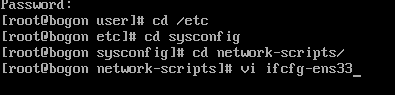 Password:
[root@bogon user]# cd /etc
[root@bogon etc]# cd sysconfig
[root@bogon sysconfig]# cd network-scripts/
[root@bogon network-scripts]# vi ifcfg-ens33_